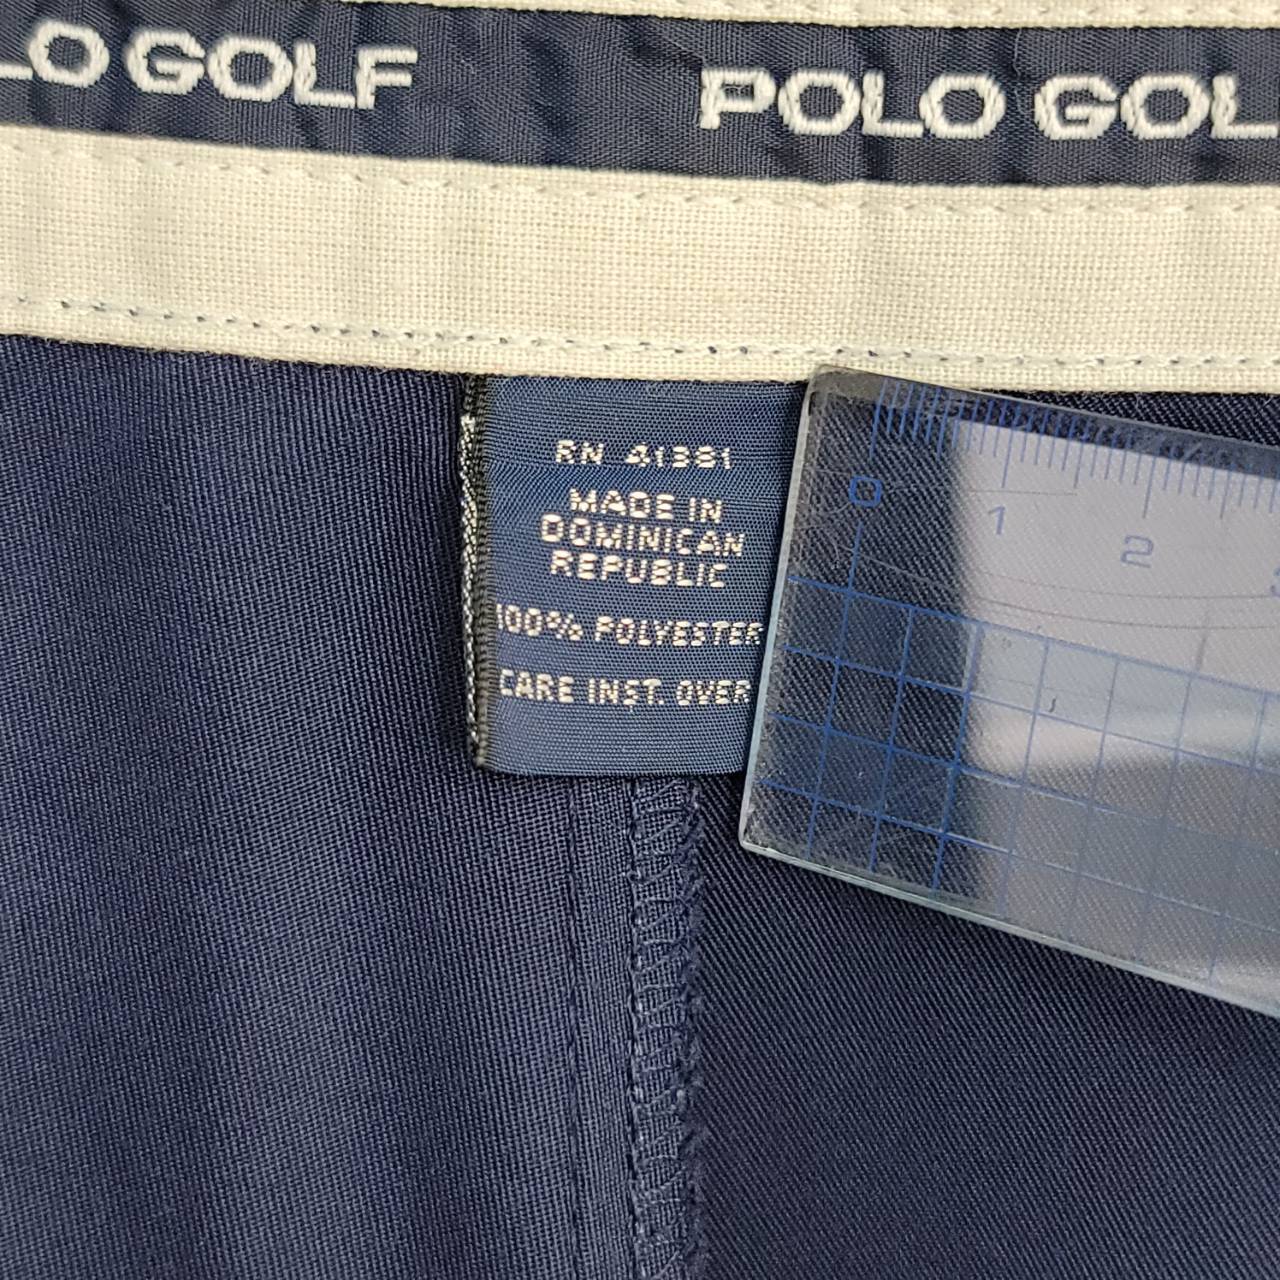 LO GOLF POLO GOL
RN 41381
MADE IN
DOMINICAN
REPUBLIC
100% POLYESTER
CARE INST. OVER
0 1 2